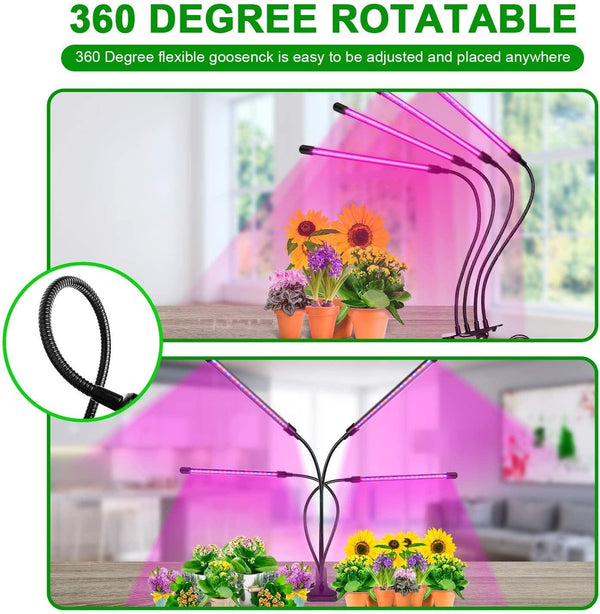 360 DEGREE ROTATABLE
360 Degree flexible goosenck is easy to be adjusted and placed anywhere